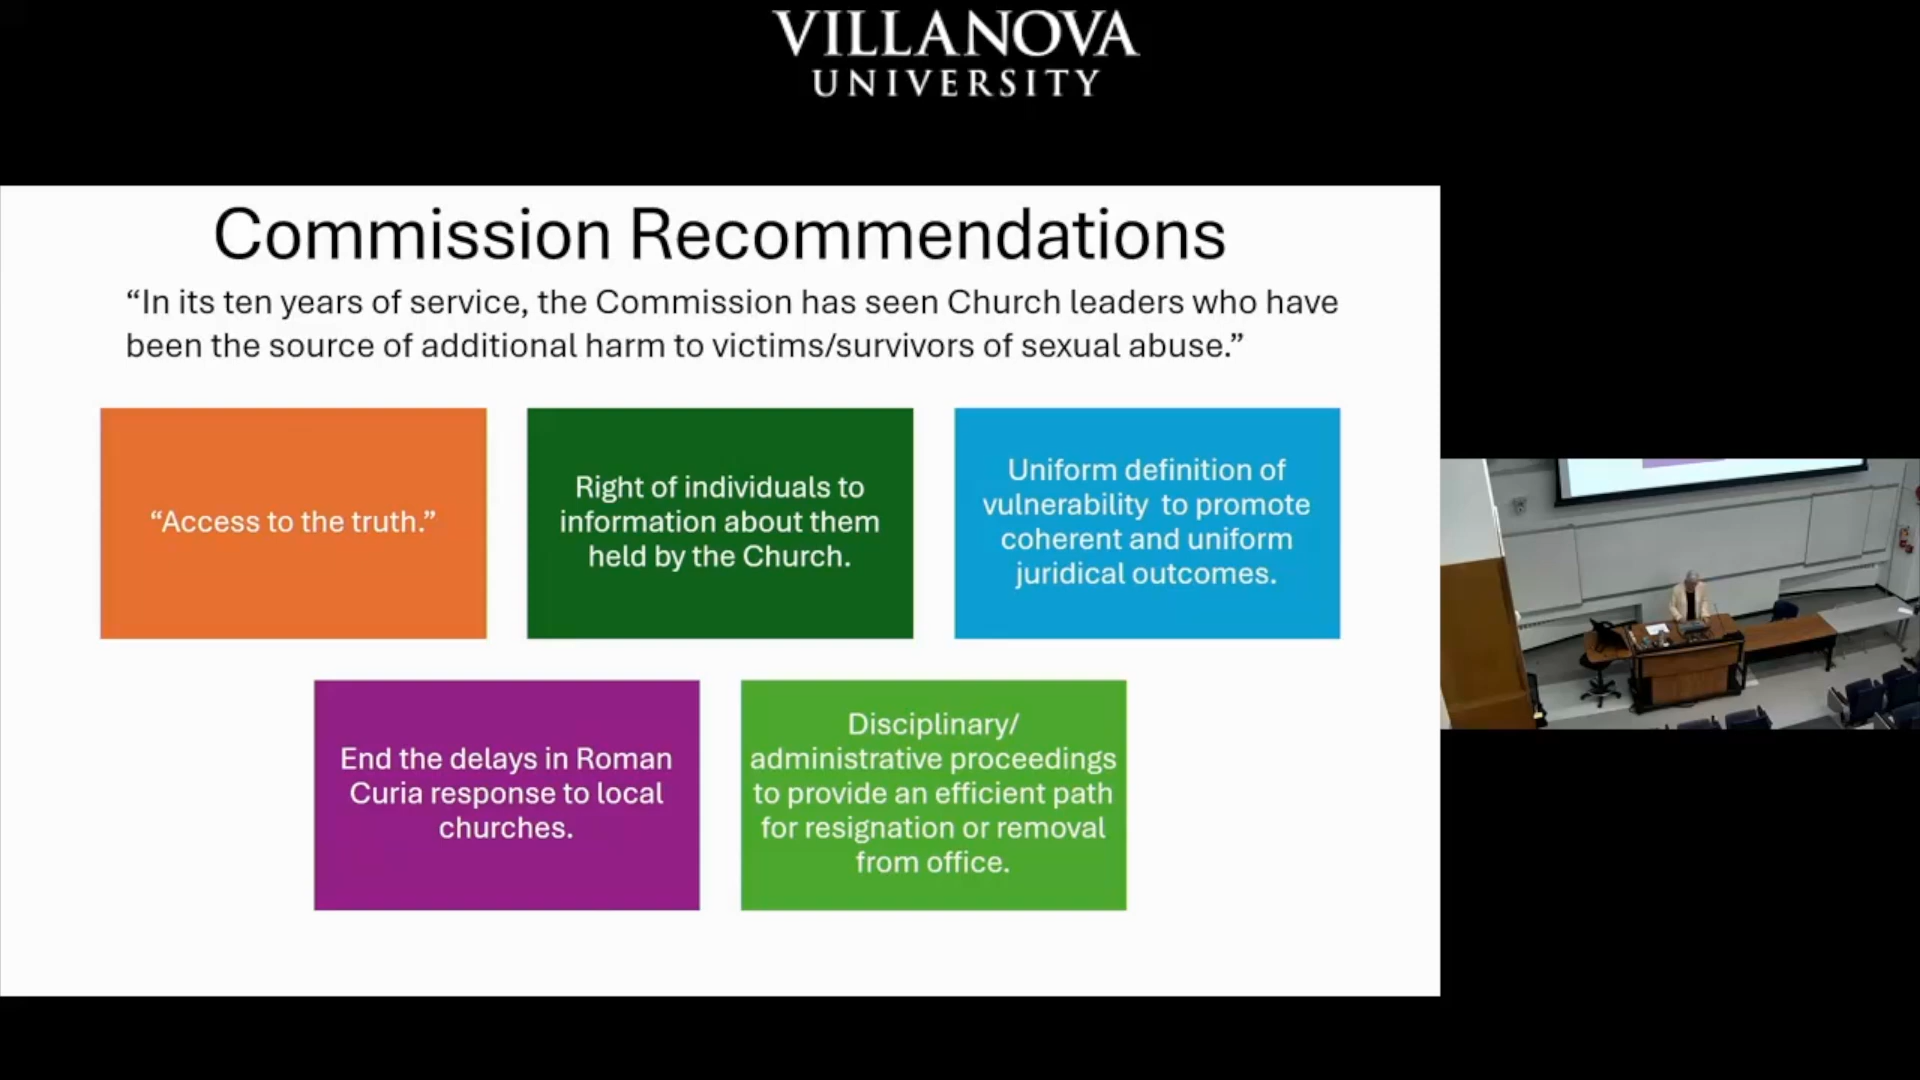 VILLANOVA
UNIVERSITY
Commission Recommendations
“In its ten years of service, the Commission has seen Church leaders who have
been the source of additional harm to victims/survivors of sexual abuse.”
“Access to the truth.”
Right of individuals to
information about them
held by the Church.
Uniform definition of
vulnerability to promote
coherent and uniform
juridical outcomes.
End the delays in Roman
Curia response to local
churches.
Disciplinary/
administrative proceedings
to provide an efficient path
for resignation or removal
from office.